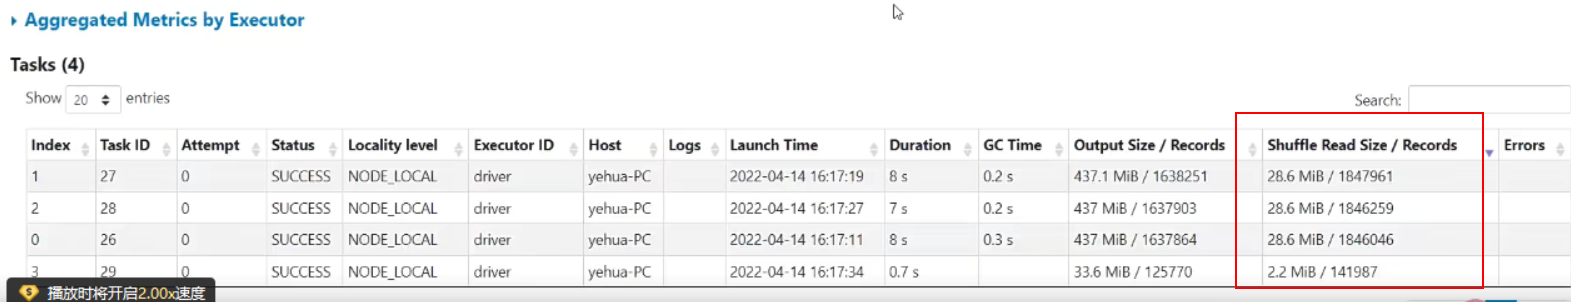 Aggregated Metrics by Executor
Tasks (4)
Show 20 entries
Search:
Index Task ID Attempt Status Locality level Executor ID Host Logs Launch Time Duration GC Time Output Size / Records Shuffle Read Size / Records Errors
1 27 0 SUCCESS NODE_LOCAL driver yehua-PC 2022-04-14 16:17:19 8 s 0.2 s 437.1 MiB / 1638251 28.6 MiB / 1847961
2 28 0 SUCCESS NODE_LOCAL driver yehua-PC 2022-04-14 16:17:27 7 s 0.2 s 437 MiB / 1637903 28.6 MiB / 1846259
0 26 0 SUCCESS NODE_LOCAL driver yehua-PC 2022-04-14 16:17:11 8 s 0.3 s 437 MiB / 1637864 28.6 MiB / 1846046
3 29 0 SUCCESS NODE_LOCAL driver yehua-PC 2022-04-14 16:17:34 0.7 s 33.6 MiB / 125770 2.2 MiB / 141987
播放时将开启2.00x速度